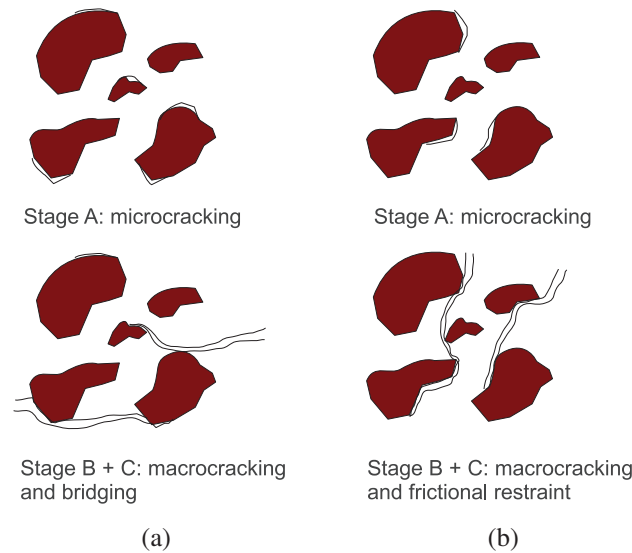 Stage A: microcracking
Stage A: microcracking
Stage B + C: macrocracking
and bridging
Stage B + C: macrocracking
and frictional restraint
(a)
(b)